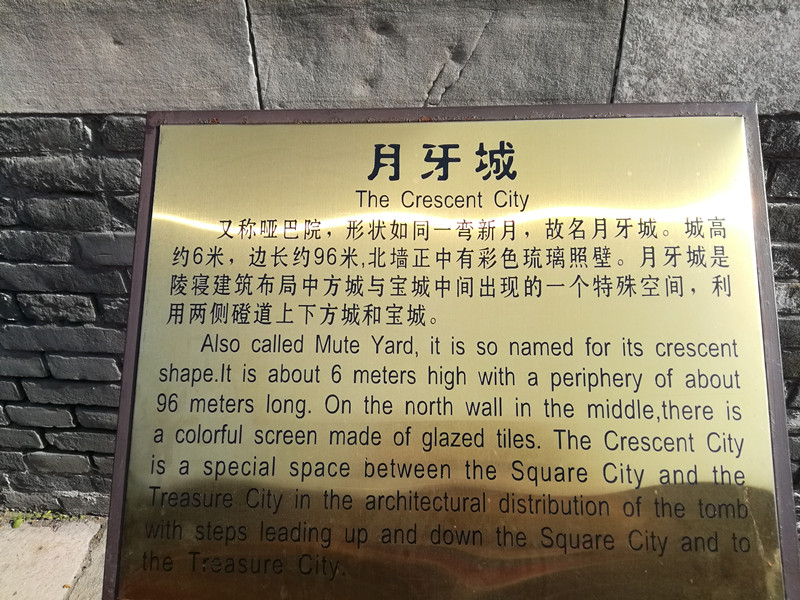 月牙城
The Crescent City
又称哑巴院，形状如同一弯新月，故名月牙城。城高
约6米，边长约96米,北墙正中有彩色琉璃照壁。月牙城是
陵寝建筑布局中方城与宝城中间出现的一个特殊空间，利
用两侧磴道上下方城和宝城。
Also called Mute Yard, it is so named for its crescent
shape.It is about 6 meters high with a periphery of about
96 meters long. On the north wall in the middle,there is
a colorful screen made of glazed tiles. The Crescent City
is a special space between the Square City and the
Treasure City in the architectural distribution of the tomb
with steps leading up and down the Square City and to
the Treasure City.